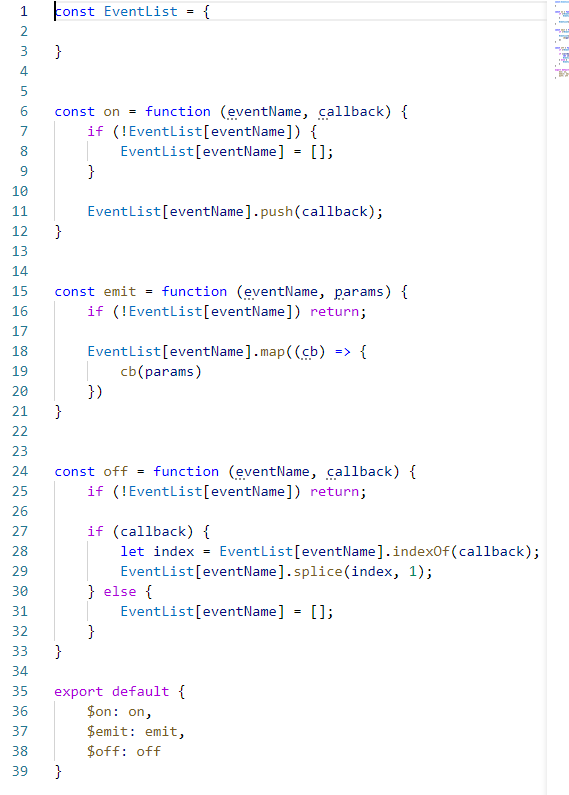 1 const EventList = {
2
3 }
4
5
6 const on = function (eventName, callback) {
7     if (!EventList[eventName]) {
8         EventList[eventName] = [];
9     }
10
11     EventList[eventName].push(callback);
12 }
13
14
15 const emit = function (eventName, params) {
16     if (!EventList[eventName]) return;
17
18     EventList[eventName].map((cb) => {
19         cb(params)
20     })
21 }
22
23
24 const off = function (eventName, callback) {
25     if (!EventList[eventName]) return;
26
27     if (callback) {
28         let index = EventList[eventName].indexOf(callback);
29         EventList[eventName].splice(index, 1);
30     } else {
31         EventList[eventName] = [];
32     }
33 }
34
35 export default {
36     $on: on,
37     $emit: emit,
38     $off: off
39 }